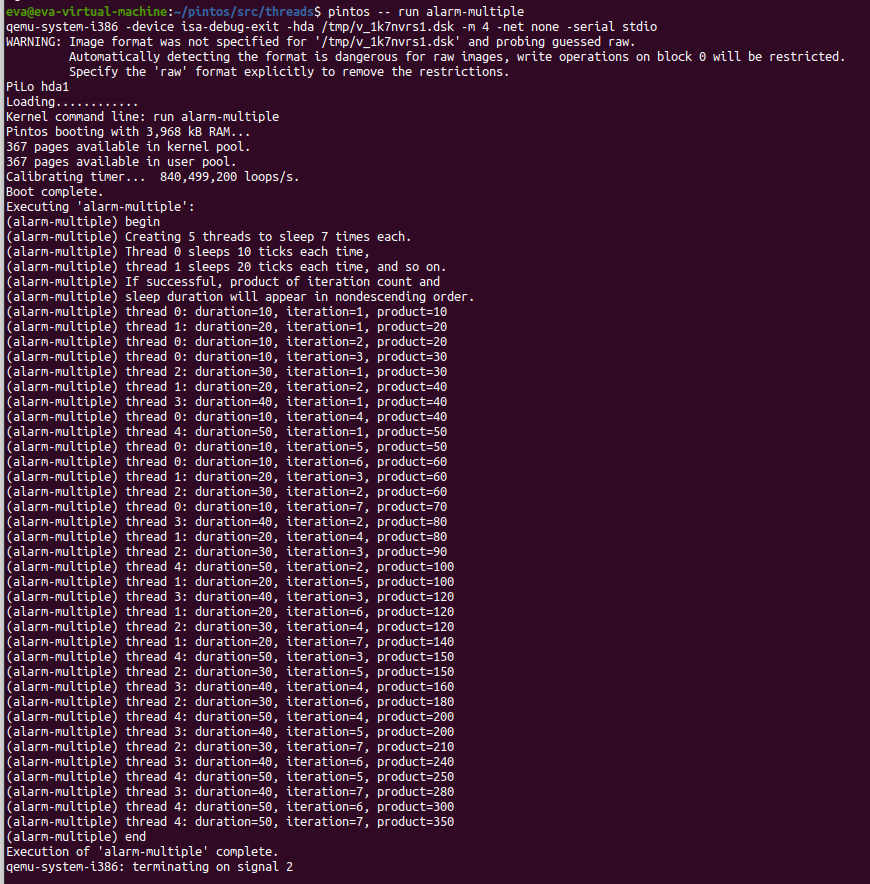 eva@eva-virtual-machine:~/pintos/src/threads$ pintos -- run alarm-multiple
qemu-system-i386 -device isa-debug-exit -hda /tmp/v_1k7nvrs1.dsk -m 4 -net none -serial stdio
WARNING: Image format was not specified for '/tmp/v_1k7nvrs1.dsk' and probing guessed raw.
         Automatically detecting the format is dangerous for raw images, write operations on block 0 will be restricted.
         Specify the 'raw' format explicitly to remove the restrictions.
PiLo hda1
Loading............
Kernel command line: run alarm-multiple
Pintos booting with 3,968 kB RAM...
367 pages available in kernel pool.
367 pages available in user pool.
Calibrating timer...  840,499,200 loops/s.
Boot complete.
Executing 'alarm-multiple':
(alarm-multiple) begin
(alarm-multiple) Creating 5 threads to sleep 7 times each.
(alarm-multiple) Thread 0 sleeps 10 ticks each time,
(alarm-multiple) thread 1 sleeps 20 ticks each time, and so on.
(alarm-multiple) If successful, product of iteration count and
(alarm-multiple) sleep duration will appear in nondescending order.
(alarm-multiple) thread 0: duration=10, iteration=1, product=10
(alarm-multiple) thread 1: duration=20, iteration=1, product=20
(alarm-multiple) thread 0: duration=10, iteration=2, product=20
(alarm-multiple) thread 0: duration=10, iteration=3, product=30
(alarm-multiple) thread 2: duration=30, iteration=1, product=30
(alarm-multiple) thread 1: duration=20, iteration=2, product=40
(alarm-multiple) thread 3: duration=40, iteration=1, product=40
(alarm-multiple) thread 0: duration=10, iteration=4, product=40
(alarm-multiple) thread 4: duration=50, iteration=1, product=50
(alarm-multiple) thread 0: duration=10, iteration=5, product=50
(alarm-multiple) thread 0: duration=10, iteration=6, product=60
(alarm-multiple) thread 1: duration=20, iteration=3, product=60
(alarm-multiple) thread 2: duration=30, iteration=2, product=60
(alarm-multiple) thread 0: duration=10, iteration=7, product=70
(alarm-multiple) thread 3: duration=40, iteration=2, product=80
(alarm-multiple) thread 1: duration=20, iteration=4, product=80
(alarm-multiple) thread 2: duration=30, iteration=3, product=90
(alarm-multiple) thread 4: duration=50, iteration=2, product=100
(alarm-multiple) thread 1: duration=20, iteration=5, product=100
(alarm-multiple) thread 3: duration=40, iteration=3, product=120
(alarm-multiple) thread 1: duration=20, iteration=6, product=120
(alarm-multiple) thread 2: duration=30, iteration=4, product=120
(alarm-multiple) thread 1: duration=20, iteration=7, product=140
(alarm-multiple) thread 4: duration=50, iteration=3, product=150
(alarm-multiple) thread 2: duration=30, iteration=5, product=150
(alarm-multiple) thread 3: duration=40, iteration=4, product=160
(alarm-multiple) thread 2: duration=30, iteration=6, product=180
(alarm-multiple) thread 4: duration=50, iteration=4, product=200
(alarm-multiple) thread 3: duration=40, iteration=5, product=200
(alarm-multiple) thread 2: duration=30, iteration=7, product=210
(alarm-multiple) thread 3: duration=40, iteration=6, product=240
(alarm-multiple) thread 4: duration=50, iteration=5, product=250
(alarm-multiple) thread 3: duration=40, iteration=7, product=280
(alarm-multiple) thread 4: duration=50, iteration=6, product=300
(alarm-multiple) thread 4: duration=50, iteration=7, product=350
(alarm-multiple) end
Execution of 'alarm-multiple' complete.
qemu-system-i386: terminating on signal 2